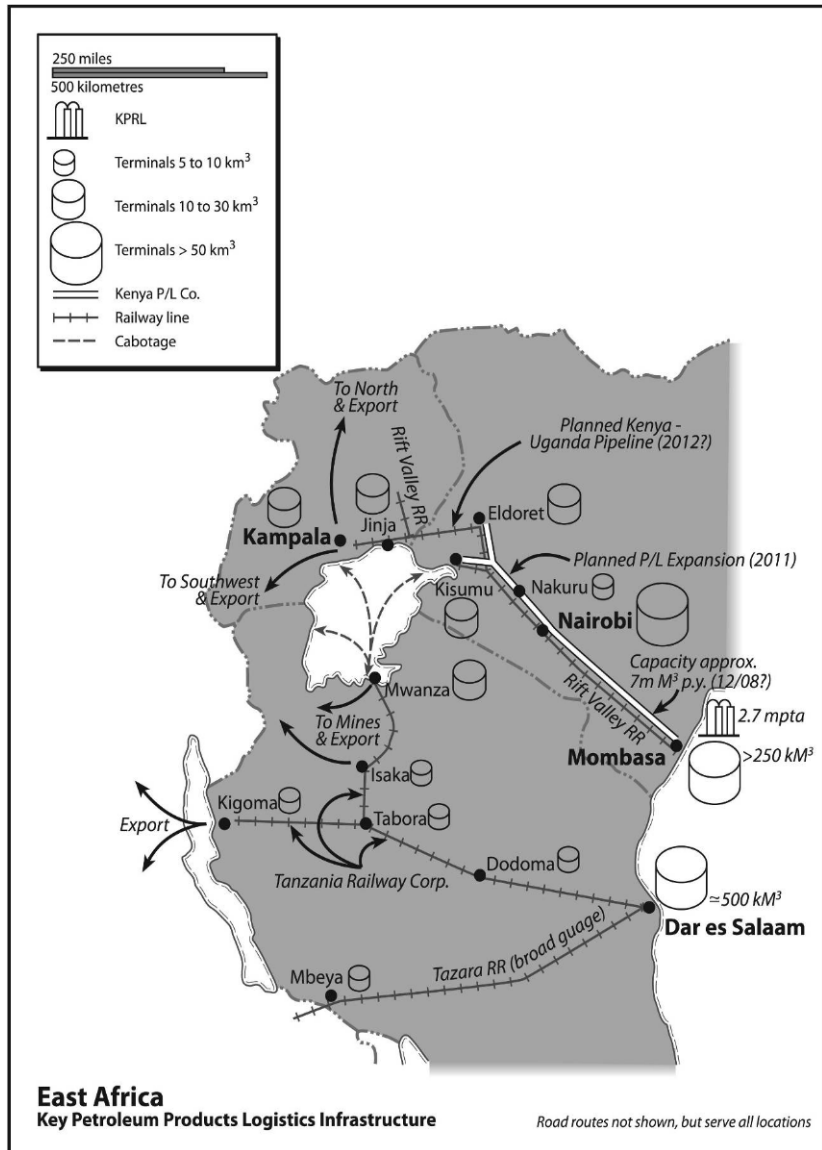 250 miles
500 kilometres
KPRL
Terminals 5 to 10 km³
Terminals 10 to 30 km³
Terminals > 50 km³
Kenya P/L Co.
Railway line
Cabotage
To North
& Export
Rift Valley RR
Planned Kenya -
Uganda Pipeline (2012?)
Kampala
Jinja
Eldoret
To Southwest
& Export
Kisumu
Planned P/L Expansion (2011)
Nakuru
Nairobi
Mwanza
Rift Valley RR
Capacity approx.
7m M³ p.y. (12/08?)
2.7 mpta
To Mines
& Export
Mombasa
>250 kM³
Isaka
Kigoma
Export
Tabora
Tanzania Railway Corp.
Dodoma
≃500 kM³
Dar es Salaam
Mbeya
Tazara RR (broad guage)
East Africa
Key Petroleum Products Logistics Infrastructure
Road routes not shown, but serve all locations